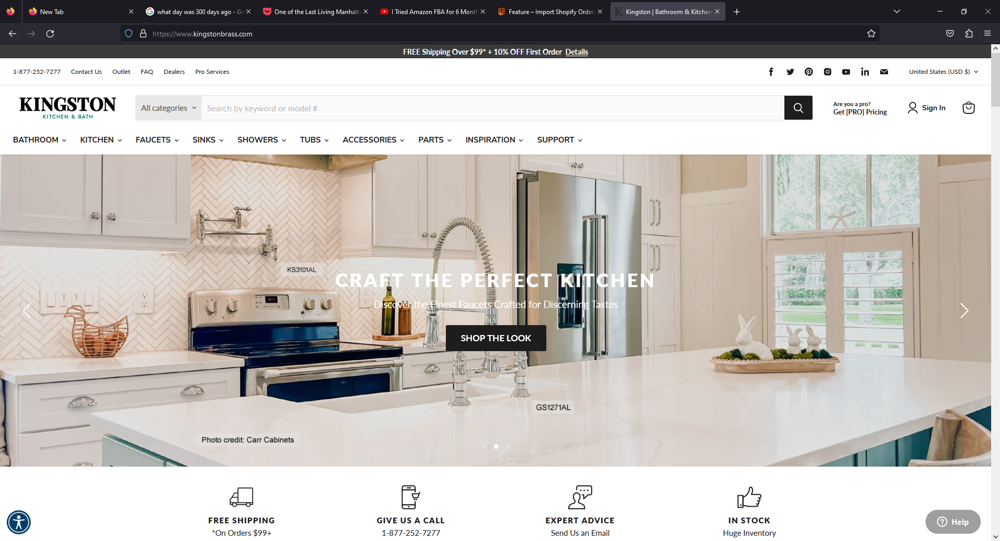 New Tab
what day was 300 days ago - Go
One of the Last Living Manhatta
I Tried Amazon FBA for 6 Month
Feature – Import Shopify Orders
Kingston | Bathroom & Kitchen
https://www.kingstonbrass.com
FREE Shipping Over $99* + 10% OFF First Order Details
1-877-252-7277 Contact Us Outlet FAQ Dealers Pro Services
United States (USD $)
KINGSTON
KITCHEN & BATH
All categories
Search by keyword or model #
Are you a pro?
Get [PRO] Pricing
Sign In
BATHROOM KITCHEN FAUCETS SINKS SHOWERS TUBS ACCESSORIES PARTS INSPIRATION SUPPORT
KS3101AL
CRAFT THE PERFECT KITCHEN
Discover the Finest Faucets Crafted for Discerning Tastes
SHOP THE LOOK
GS1271AL
Photo credit: Carr Cabinets
FREE SHIPPING
*On Orders $99+
GIVE US A CALL
1-877-252-7277
EXPERT ADVICE
Send Us an Email
IN STOCK
Huge Inventory
Help